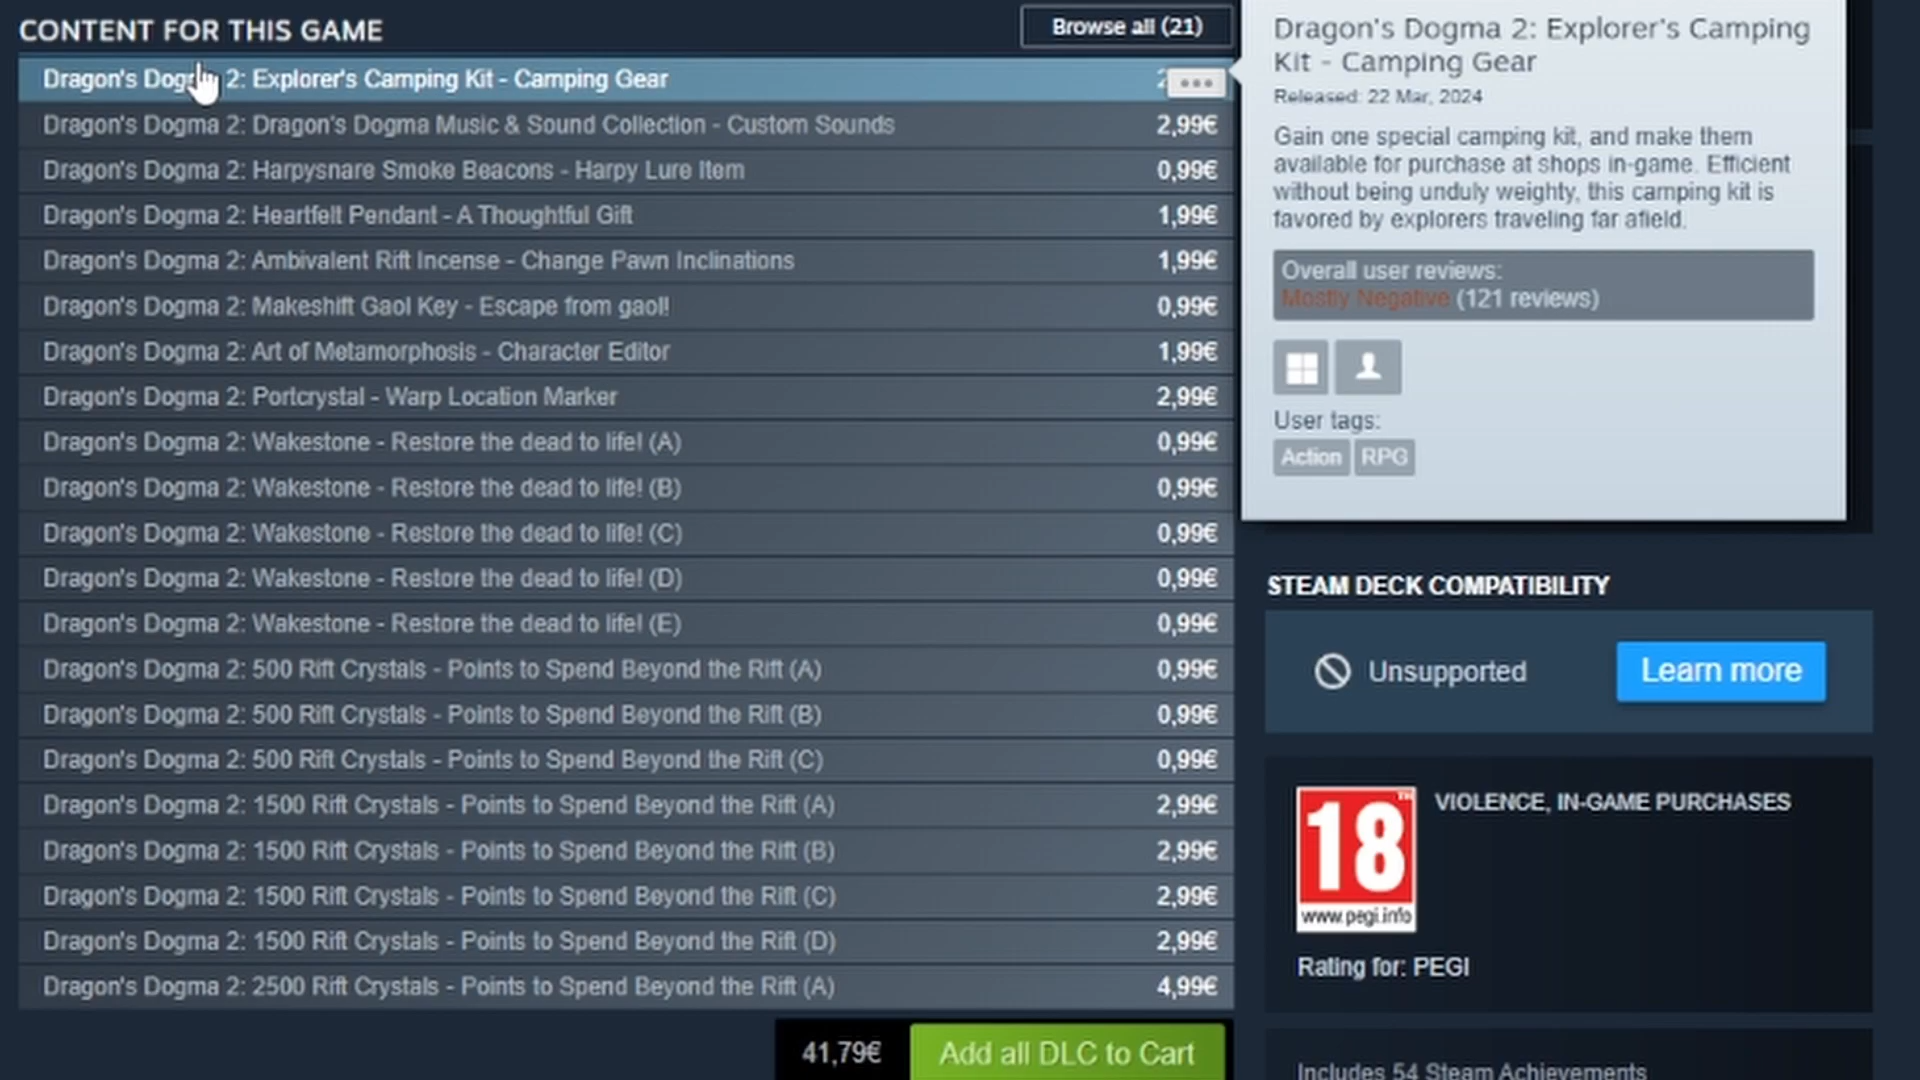 CONTENT FOR THIS GAME
Browse all (21)
Dragon's Dogma 2: Explorer's Camping Kit - Camping Gear
Dragon's Dogma 2: Dragon's Dogma Music & Sound Collection - Custom Sounds 2,99€
Dragon's Dogma 2: Harpysnare Smoke Beacons - Harpy Lure Item 0,99€
Dragon's Dogma 2: Heartfelt Pendant - A Thoughtful Gift 1,99€
Dragon's Dogma 2: Ambivalent Rift Incense - Change Pawn Inclinations 1,99€
Dragon's Dogma 2: Makeshift Gaol Key - Escape from gaol! 0,99€
Dragon's Dogma 2: Art of Metamorphosis - Character Editor 1,99€
Dragon's Dogma 2: Portcrystal - Warp Location Marker 2,99€
Dragon's Dogma 2: Wakestone - Restore the dead to life! (A) 0,99€
Dragon's Dogma 2: Wakestone - Restore the dead to life! (B) 0,99€
Dragon's Dogma 2: Wakestone - Restore the dead to life! (C) 0,99€
Dragon's Dogma 2: Wakestone - Restore the dead to life! (D) 0,99€
Dragon's Dogma 2: Wakestone - Restore the dead to life! (E) 0,99€
Dragon's Dogma 2: 500 Rift Crystals - Points to Spend Beyond the Rift (A) 0,99€
Dragon's Dogma 2: 500 Rift Crystals - Points to Spend Beyond the Rift (B) 0,99€
Dragon's Dogma 2: 500 Rift Crystals - Points to Spend Beyond the Rift (C) 0,99€
Dragon's Dogma 2: 1500 Rift Crystals - Points to Spend Beyond the Rift (A) 2,99€
Dragon's Dogma 2: 1500 Rift Crystals - Points to Spend Beyond the Rift (B) 2,99€
Dragon's Dogma 2: 1500 Rift Crystals - Points to Spend Beyond the Rift (C) 2,99€
Dragon's Dogma 2: 1500 Rift Crystals - Points to Spend Beyond the Rift (D) 2,99€
Dragon's Dogma 2: 2500 Rift Crystals - Points to Spend Beyond the Rift (A) 4,99€
41,79€ Add all DLC to Cart
Dragon's Dogma 2: Explorer's Camping
Kit - Camping Gear
Released: 22 Mar, 2024
Gain one special camping kit, and make them
available for purchase at shops in-game. Efficient
without being unduly weighty, this camping kit is
favored by explorers traveling far afield.
Overall user reviews:
Mostly Negative (121 reviews)
User tags:
Action RPG
STEAM DECK COMPATIBILITY
Unsupported
Learn more
18 TM
www.pegi.info
VIOLENCE, IN-GAME PURCHASES
Rating for: PEGI
Includes 54 Steam Achievements